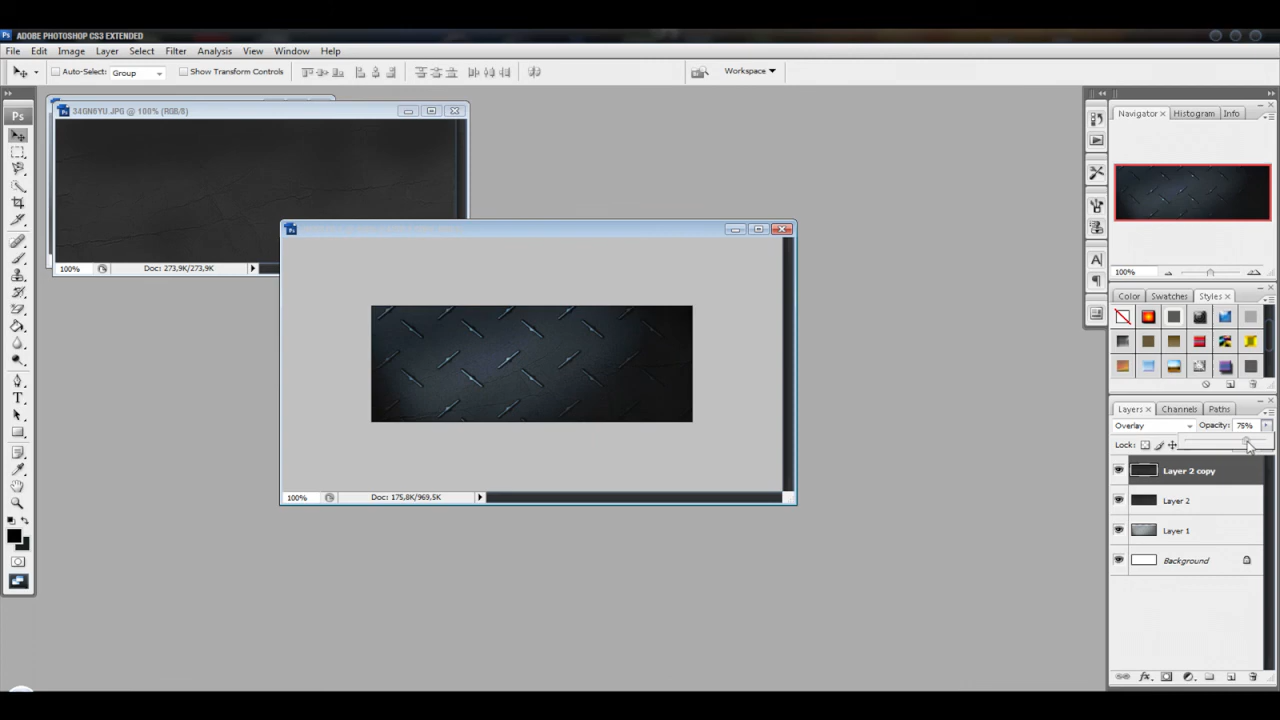 ADOBE PHOTOSHOP CS3 EXTENDED
File Edit Image Layer Select Filter Analysis View Window Help
Auto-Select: Group Show Transform Controls Workspace
34GN6YU.JPG @ 100% (RGB/8)
100% Doc: 273,9K/273,9K
100% Doc: 175,8K/969,5K
Ps
T
Navigator x Histogram Info
100%
A
Color Swatches Styles x
Layers x Channels Paths
Overlay Opacity: 76%
Lock:
Layer 2 copy
Layer 2
Layer 1
Background
fx